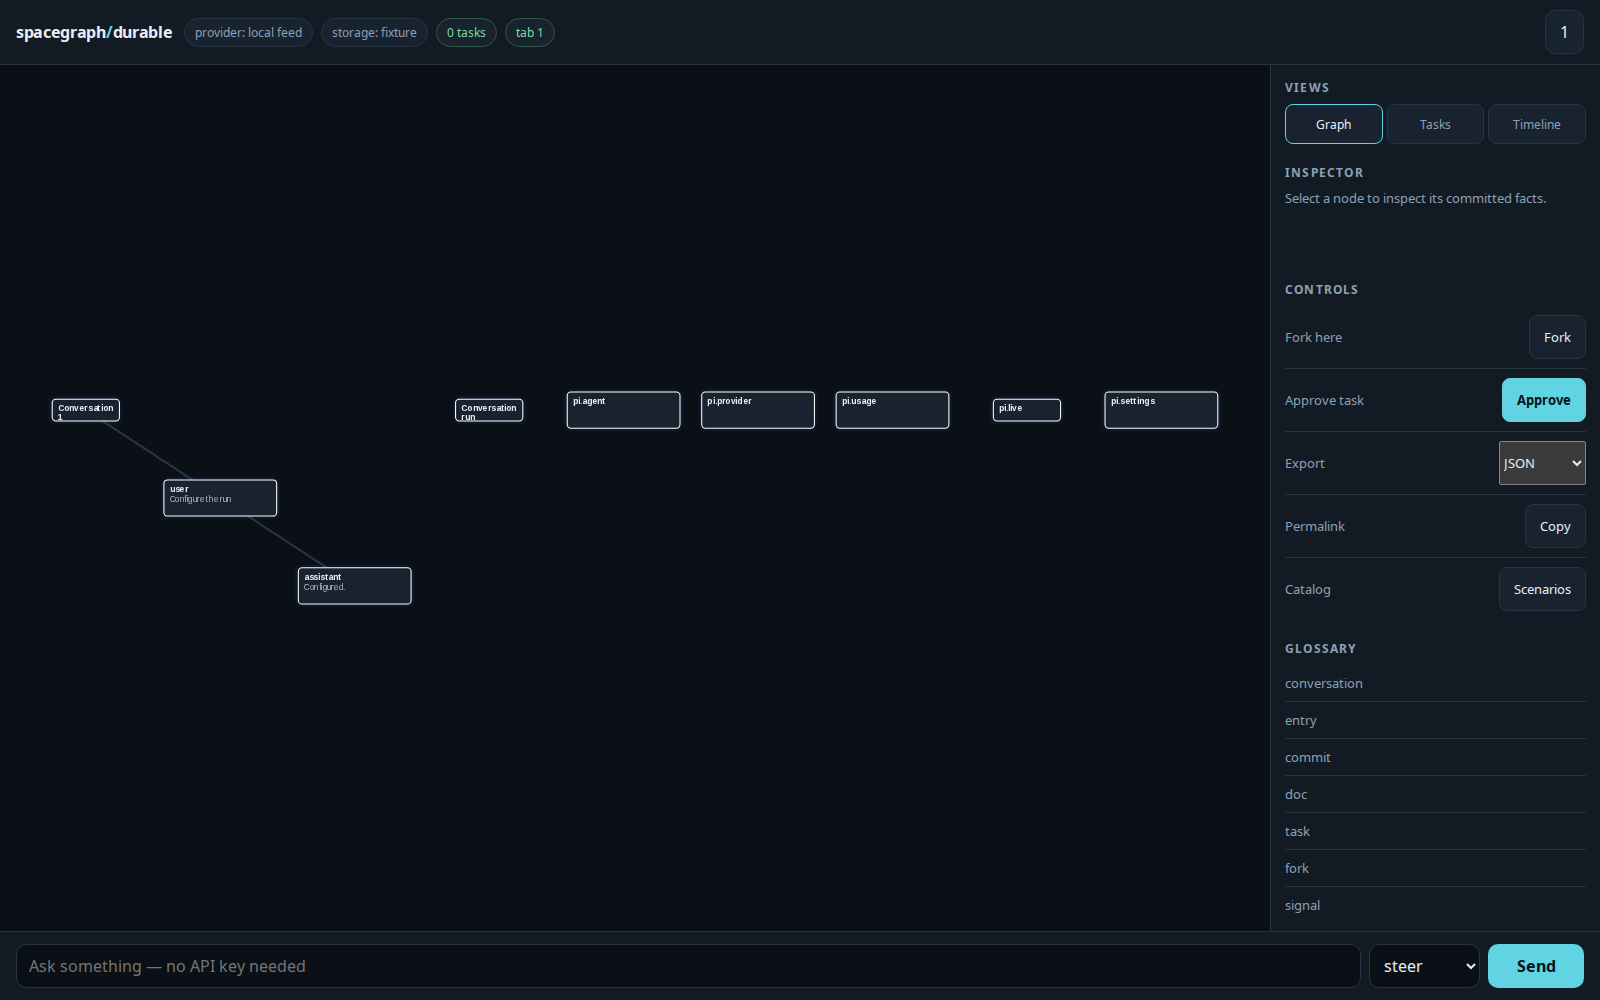 spacegraph/durable
provider: local feed
storage: fixture
0 tasks
tab 1
1
VIEWS
Graph
Tasks
Timeline
INSPECTOR
Select a node to inspect its committed facts.
CONTROLS
Fork here
Fork
Approve task
Approve
Export
JSON
Permalink
Copy
Catalog
Scenarios
GLOSSARY
conversation
entry
commit
doc
task
fork
signal
Conversation
1
user
Configure the run
assistant
Configured.
Conversation
run
pi.agent
pi.provider
pi.usage
pi.live
pi.settings
Ask something — no API key needed
steer
Send